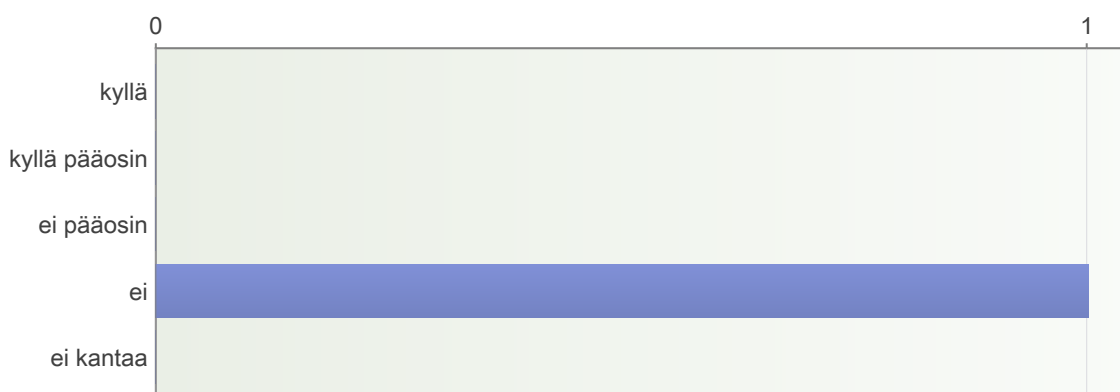 0 1
kyllä
kyllä pääosin
ei pääosin
ei
ei kantaa